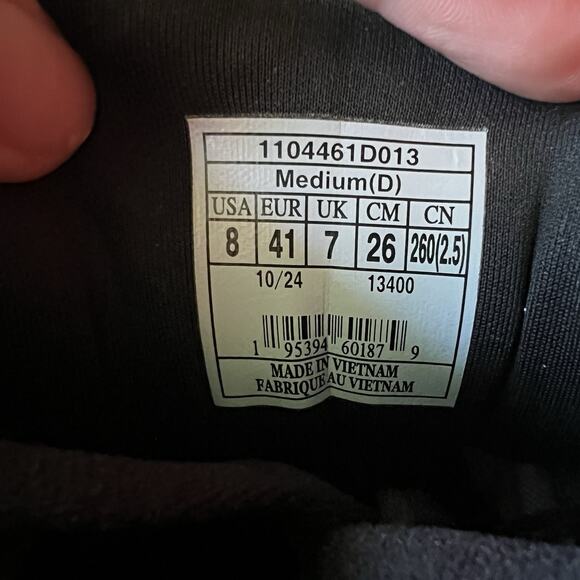 1104461D013
Medium(D)
USA EUR UK CM CN
8 41 7 26 260(2.5)
10/24 13400
1 95394 60187 9
MADE IN VIETNAM
FABRIQUE AU VIETNAM